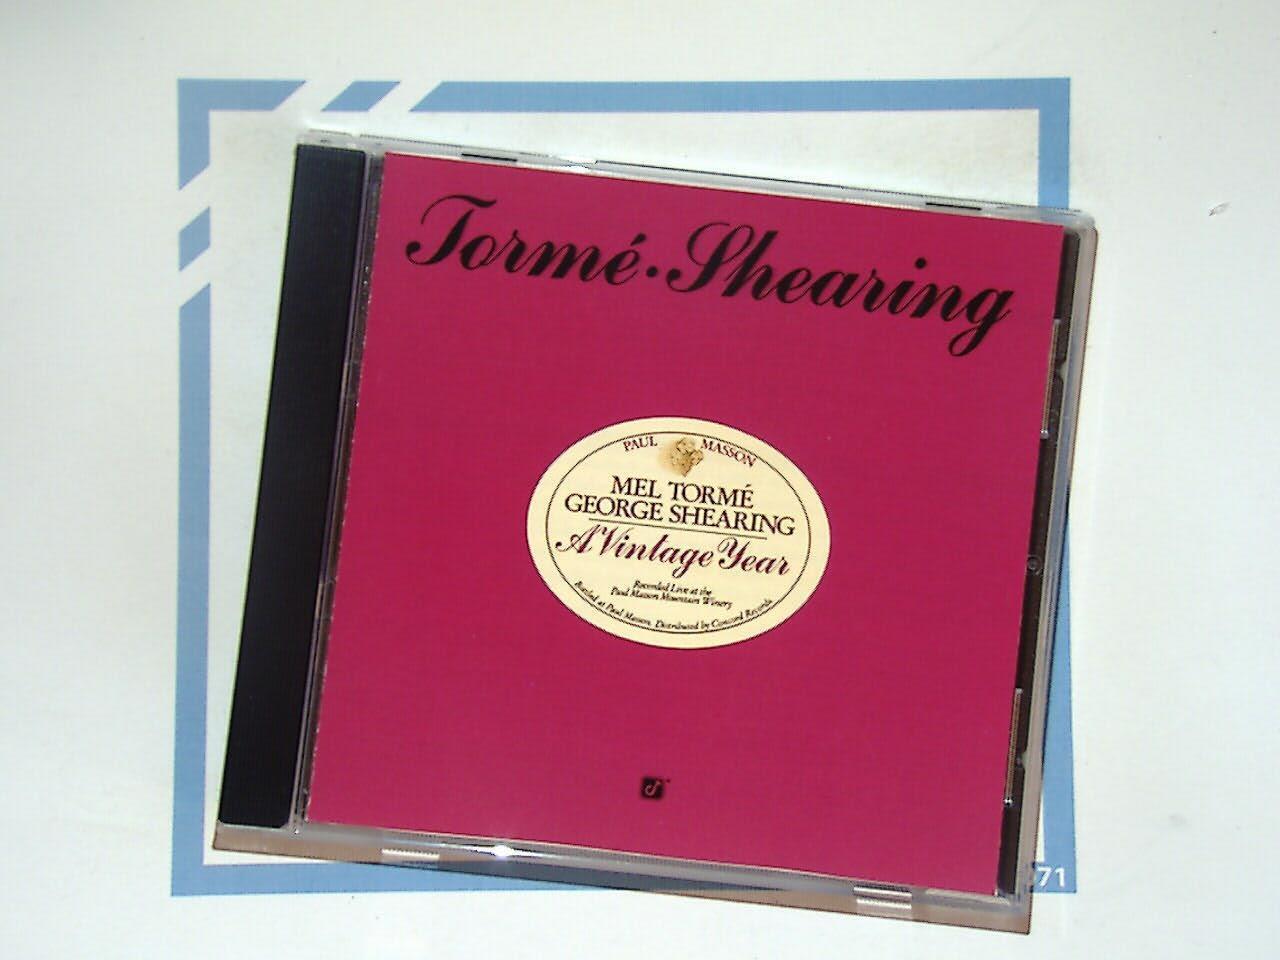 Tormé·Shearing
PAUL MASSON
MEL TORMÉ
GEORGE SHEARING
A Vintage Year
Recorded Live at the
Paul Masson Mountain Winery
Bottled at Paul Masson. Distributed by Concord Records
71